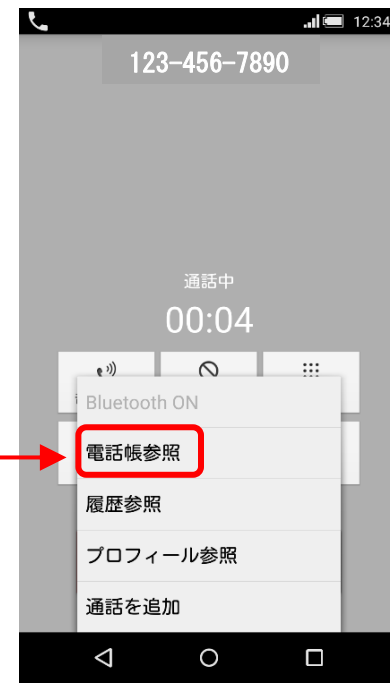 12:34
123-456-7890
通話中
00:04
Bluetooth ON
電話帳参照
履歴参照
プロフィール参照
通話を追加